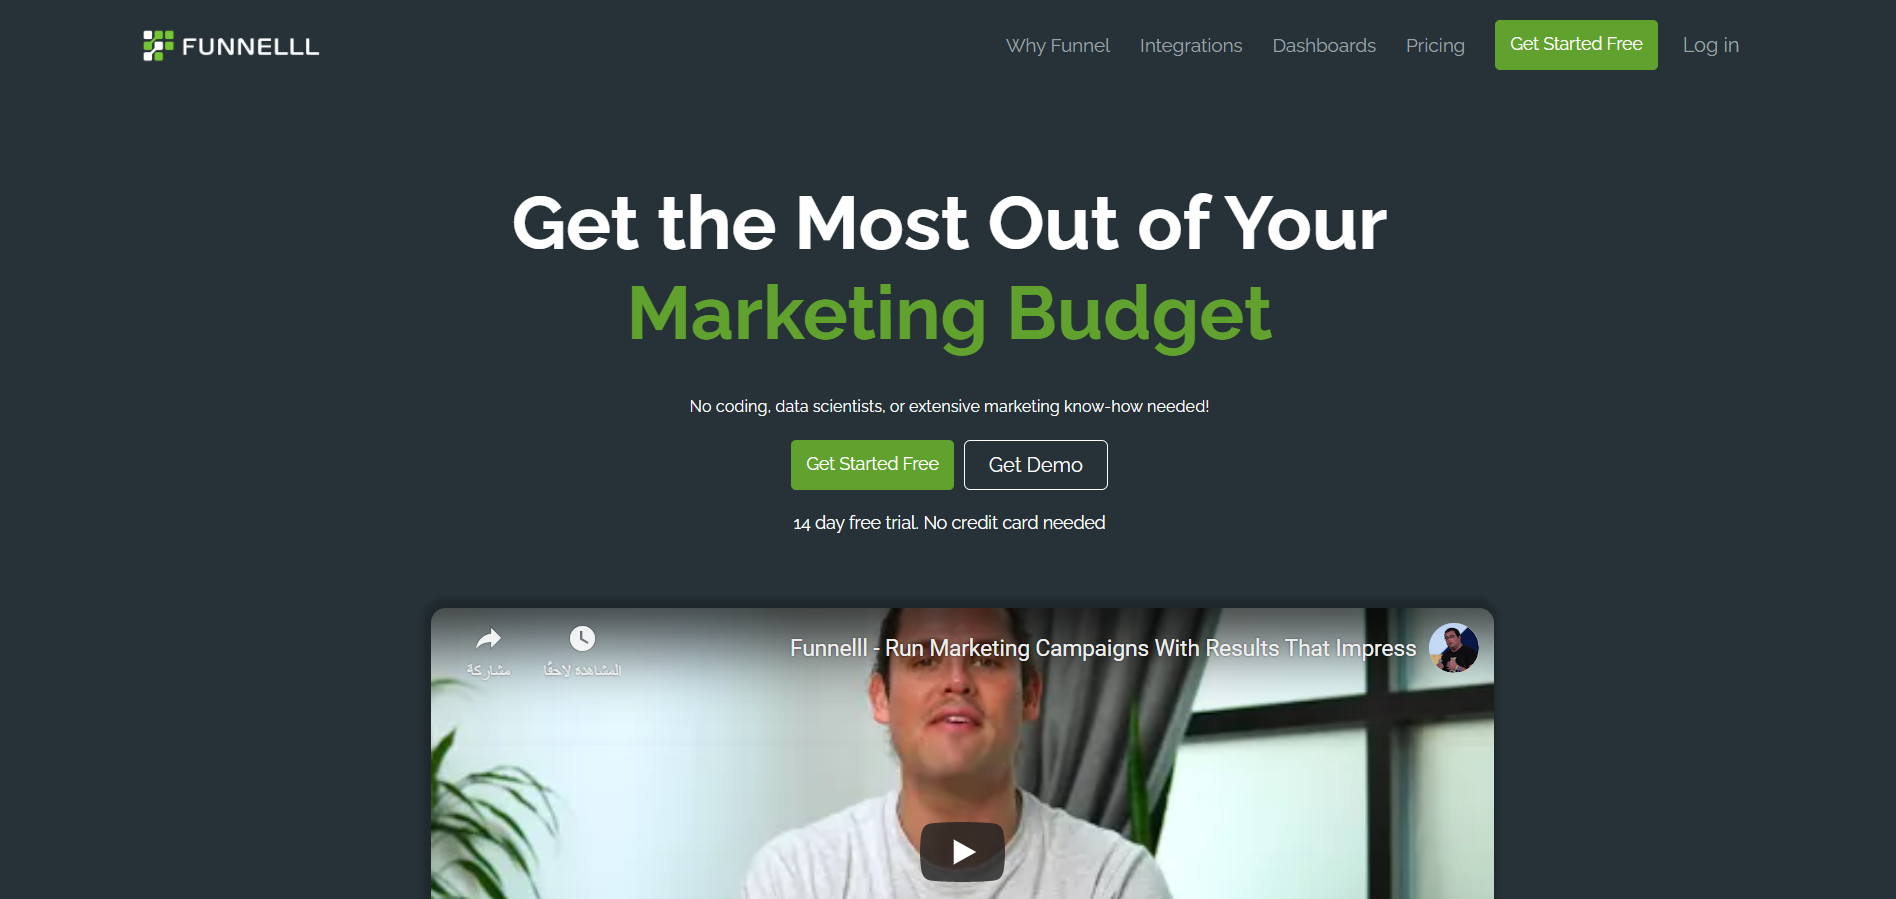 FUNNELLL
Why Funnel
Integrations
Dashboards
Pricing
Get Started Free
Log in
Get the Most Out of Your
Marketing Budget
No coding, data scientists, or extensive marketing know-how needed!
Get Started Free
Get Demo
14 day free trial. No credit card needed
Funnelll - Run Marketing Campaigns With Results That Impress
المشاهدة لاحقًا
مشاركة